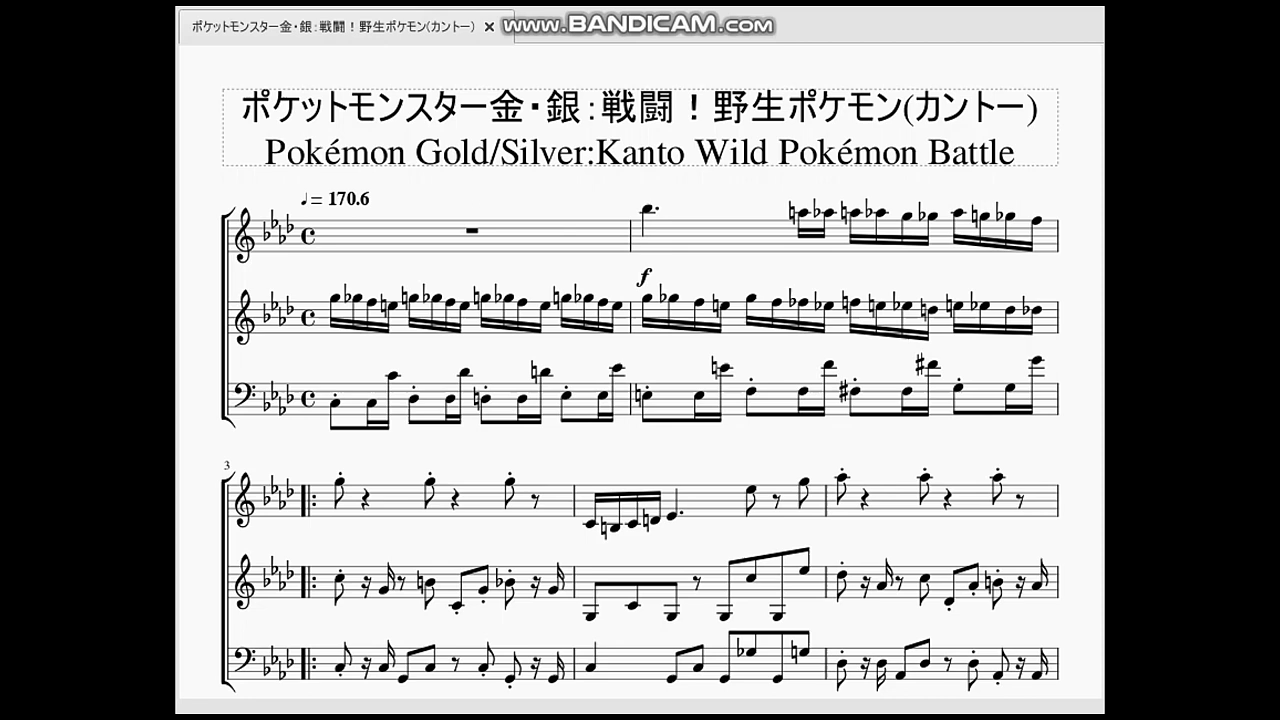 ポケットモンスター金・銀：戦闘！野生ポケモン(カントー) × www.BANDICAM.com
ポケットモンスター金・銀：戦闘！野生ポケモン(カントー)
Pokémon Gold/Silver:Kanto Wild Pokémon Battle
♩= 170.6
f
3